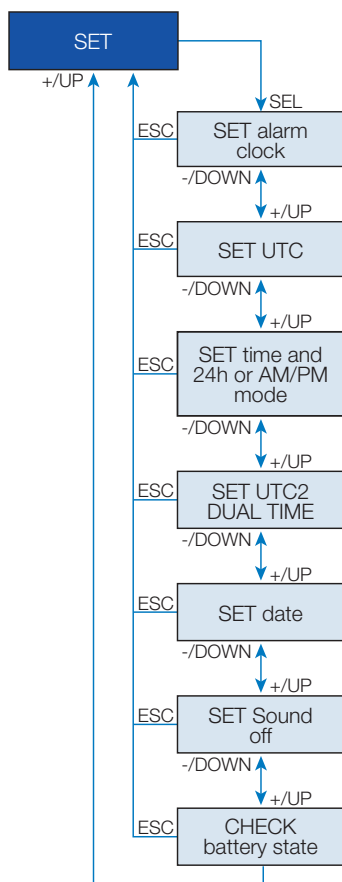 SET
+/UP
SEL
ESC
SET alarm
clock
-/DOWN
+/UP
ESC
SET UTC
-/DOWN
+/UP
ESC
SET time and
24h or AM/PM
mode
-/DOWN
+/UP
ESC
SET UTC2
DUAL TIME
-/DOWN
+/UP
ESC
SET date
-/DOWN
+/UP
ESC
SET Sound
off
-/DOWN
+/UP
ESC
CHECK
battery state